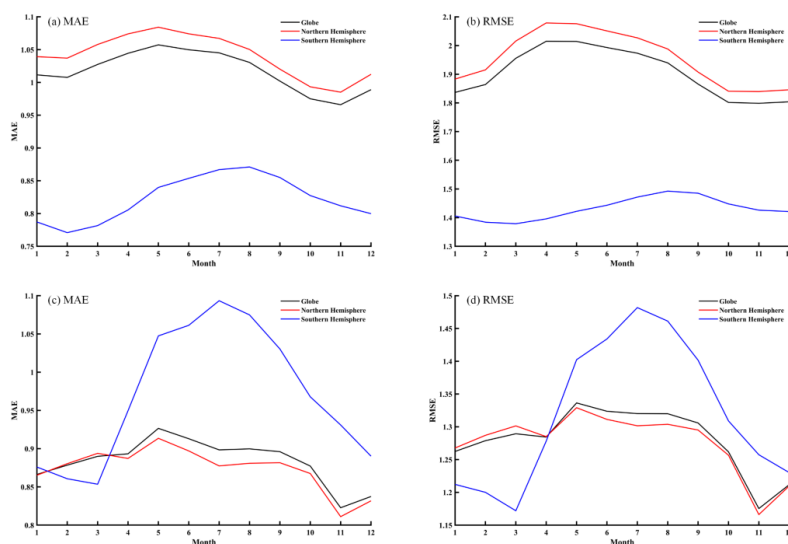 (a) MAE
Globe
Northern Hemisphere
Southern Hemisphere
1.1
1.05
1
0.9
0.8
0.75
MAE
1 2 3 4 5 6 7 8 9 10 11 12
Month
(b) RMSE
Globe
Northern Hemisphere
Southern Hemisphere
2.1
2
1.9
1.8
1.7
1.6
1.5
1.4
1.3
RMSE
1 2 3 4 5 6 7 8 9 10 11
Month
(c) MAE
Globe
Northern Hemisphere
Southern Hemisphere
1.1
1.05
1
0.95
0.9
0.85
0.8
MAE
1 2 3 4 5 6 7 8 9 10 11 12
Month
(d) RMSE
Globe
Northern Hemisphere
Southern Hemisphere
1.5
1.45
1.4
1.35
1.3
1.25
1.2
1.15
RMSE
1 2 3 4 5 6 7 8 9 10 11
Month